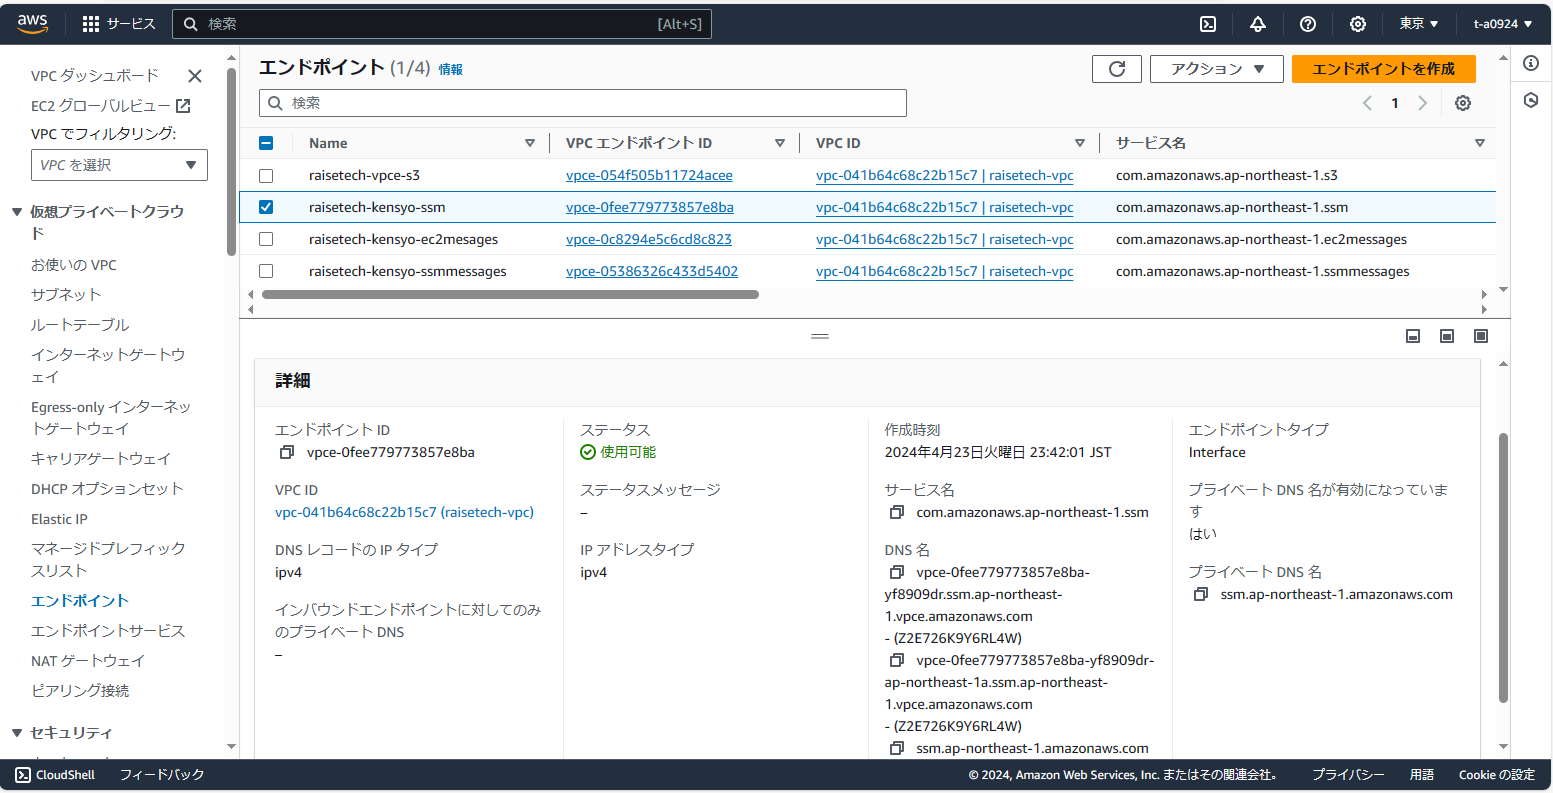 aws サービス 検索 [Alt+S] 東京 ▼ t-a0924 ▼
VPC ダッシュボード
EC2 グローバルビュー
VPC でフィルタリング:
VPC を選択
仮想プライベートクラウ
ド
お使いの VPC
サブネット
ルートテーブル
インターネットゲートウ
ェイ
Egress-only インターネッ
トゲートウェイ
キャリアゲートウェイ
DHCP オプションセット
Elastic IP
マネージドプレフィック
スリスト
エンドポイント
エンドポイントサービス
NAT ゲートウェイ
ピアリング接続
セキュリティ
エンドポイント (1/4) 情報
アクション ▼ エンドポイントを作成
検索
1
Name VPC エンドポイント ID VPC ID サービス名
raisetech-vpce-s3 vpce-054f505b11724acee vpc-041b64c68c22b15c7 | raisetech-vpc com.amazonaws.ap-northeast-1.s3
raisetech-kensyo-ssm vpce-0fee779773857e8ba vpc-041b64c68c22b15c7 | raisetech-vpc com.amazonaws.ap-northeast-1.ssm
raisetech-kensyo-ec2mesages vpce-0c8294e5c6cd8c823 vpc-041b64c68c22b15c7 | raisetech-vpc com.amazonaws.ap-northeast-1.ec2messages
raisetech-kensyo-ssmmessages vpce-05386326c433d5402 vpc-041b64c68c22b15c7 | raisetech-vpc com.amazonaws.ap-northeast-1.ssmmessages
詳細
エンドポイント ID
vpce-0fee779773857e8ba
VPC ID
vpc-041b64c68c22b15c7 (raisetech-vpc)
DNS レコードの IP タイプ
ipv4
インバウンドエンドポイントに対してのみ
のプライベート DNS
–
ステータス
使用可能
ステータスメッセージ
–
IP アドレスタイプ
ipv4
作成時刻
2024年4月23日火曜日 23:42:01 JST
サービス名
com.amazonaws.ap-northeast-1.ssm
DNS 名
vpce-0fee779773857e8ba-
yf8909dr.ssm.ap-northeast-
1.vpce.amazonaws.com
- (Z2E726K9Y6RL4W)
vpce-0fee779773857e8ba-yf8909dr-
ap-northeast-1a.ssm.ap-northeast-
1.vpce.amazonaws.com
- (Z2E726K9Y6RL4W)
ssm.ap-northeast-1.amazonaws.com
エンドポイントタイプ
Interface
プライベート DNS 名が有効になっていま
す
はい
プライベート DNS 名
ssm.ap-northeast-1.amazonaws.com
CloudShell フィードバック © 2024, Amazon Web Services, Inc. またはその関連会社。 プライバシー 用語 Cookie の設定